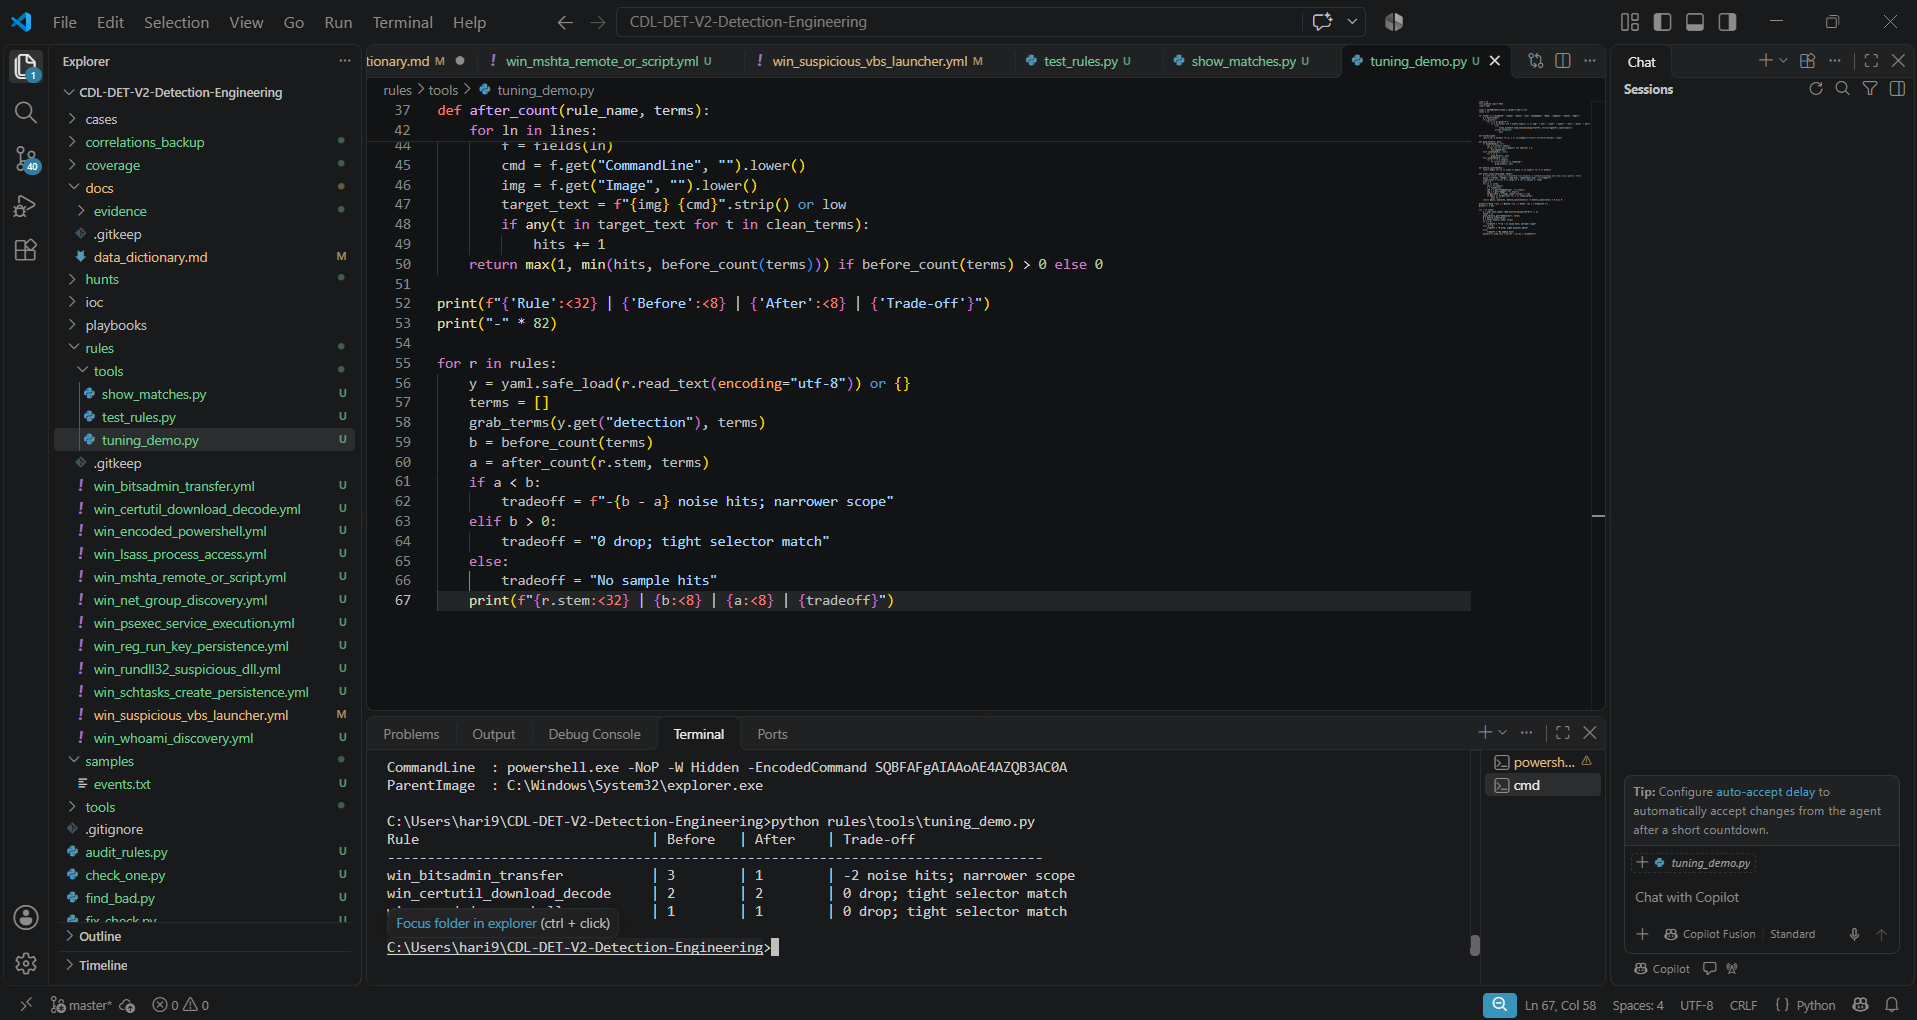 File Edit Selection View Go Run Terminal Help
CDL-DET-V2-Detection-Engineering
Explorer
CDL-DET-V2-Detection-Engineering
cases
correlations_backup
coverage
docs
evidence
.gitkeep
data_dictionary.md M
hunts
ioc
playbooks
rules
tools
show_matches.py U
test_rules.py U
tuning_demo.py U
.gitkeep
win_bitsadmin_transfer.yml U
win_certutil_download_decode.yml U
win_encoded_powershell.yml U
win_lsass_process_access.yml U
win_mshta_remote_or_script.yml U
win_net_group_discovery.yml U
win_psexec_service_execution.yml U
win_reg_run_key_persistence.yml U
win_rundll32_suspicious_dll.yml U
win_schtasks_create_persistence.yml U
win_suspicious_vbs_launcher.yml M
win_whoami_discovery.yml U
samples
events.txt U
tools
.gitignore
audit_rules.py U
check_one.py U
find_bad.py U
fix_check.py U
Outline
Timeline
1
40
tionary.md M
! win_mshta_remote_or_script.yml U
! win_suspicious_vbs_launcher.yml M
test_rules.py U
show_matches.py U
tuning_demo.py U
rules > tools > tuning_demo.py
37 def after_count(rule_name, terms):
42 for ln in lines:
44 f = fields(ln)
45 cmd = f.get("CommandLine", "").lower()
46 img = f.get("Image", "").lower()
47 target_text = f"{img} {cmd}".strip() or low
48 if any(t in target_text for t in clean_terms):
49 hits += 1
50 return max(1, min(hits, before_count(terms))) if before_count(terms) > 0 else 0
51
52 print(f"{'Rule':<32} | {'Before':<8} | {'After':<8} | {'Trade-off'}")
53 print("-" * 82)
54
55 for r in rules:
56 y = yaml.safe_load(r.read_text(encoding="utf-8")) or {}
57 terms = []
58 grab_terms(y.get("detection"), terms)
59 b = before_count(terms)
60 a = after_count(r.stem, terms)
61 if a < b:
62 tradeoff = f"-{b - a} noise hits; narrower scope"
63 elif b > 0:
64 tradeoff = "0 drop; tight selector match"
65 else:
66 tradeoff = "No sample hits"
67 print(f"{r.stem:<32} | {b:<8} | {a:<8} | {tradeoff}")
Problems Output Debug Console Terminal Ports
CommandLine : powershell.exe -NoP -W Hidden -EncodedCommand SQBFAFgAIAAoAE4AZQB3AC0A
ParentImage : C:\Windows\System32\explorer.exe
C:\Users\hari9\CDL-DET-V2-Detection-Engineering>python rules\tools\tuning_demo.py
Rule | Before | After | Trade-off
----------------------------------------------------------------------------------
win_bitsadmin_transfer | 3 | 1 | -2 noise hits; narrower scope
win_certutil_download_decode | 2 | 2 | 0 drop; tight selector match
| 1 | 1 | 0 drop; tight selector match
Focus folder in explorer (ctrl + click)
C:\Users\hari9\CDL-DET-V2-Detection-Engineering>
powersh...
cmd
Chat
Sessions
Tip: Configure auto-accept delay to
automatically accept changes from the agent
after a short countdown.
tuning_demo.py
Chat with Copilot
Copilot Fusion Standard
Copilot
master* 0 0
Ln 67, Col 58 Spaces: 4 UTF-8 CRLF { } Python